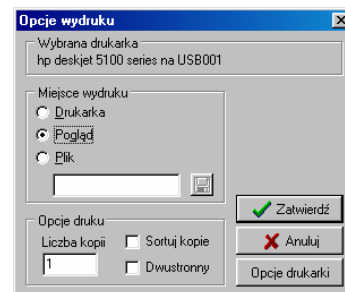 Opcje wydruku
Wybrana drukarka
hp deskjet 5100 series na USB001
Miejsce wydruku
Drukarka
Pogląd
Plik
Opcje druku
Liczba kopii
Sortuj kopie
1
Dwustronny
Zatwierdź
Anuluj
Opcje drukarki